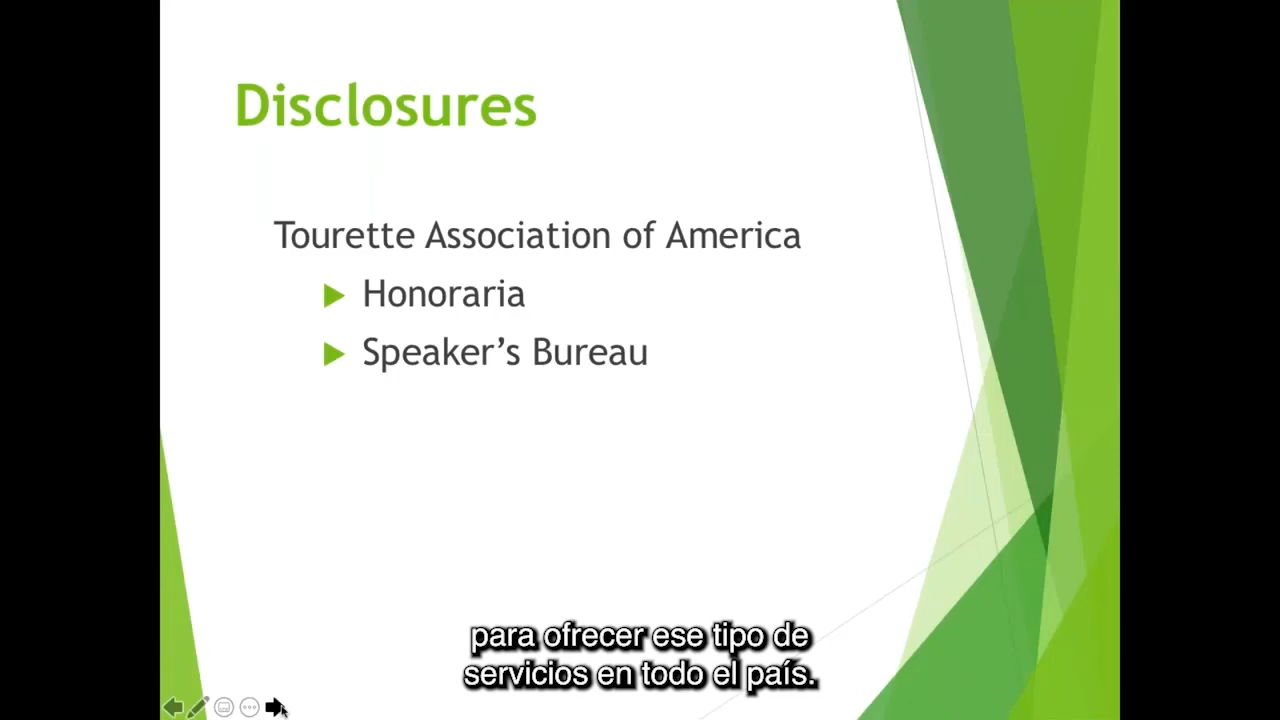 Disclosures
Tourette Association of America
Honoraria
Speaker's Bureau
para ofrecer ese tipo de
servicios en todo el país.